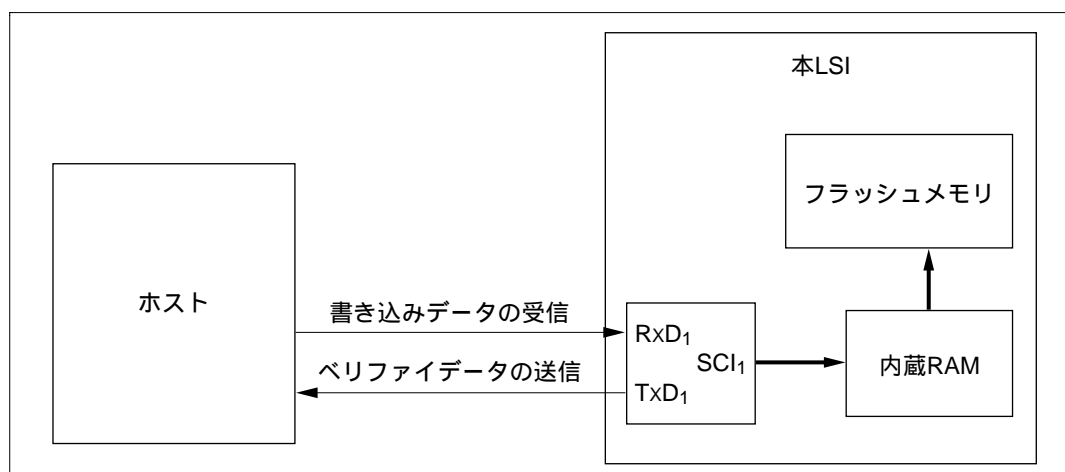 本LSI
フラッシュメモリ
ホスト
書き込みデータの受信
RXD1
SCI1
内蔵RAM
ベリファイデータの送信
TXD1